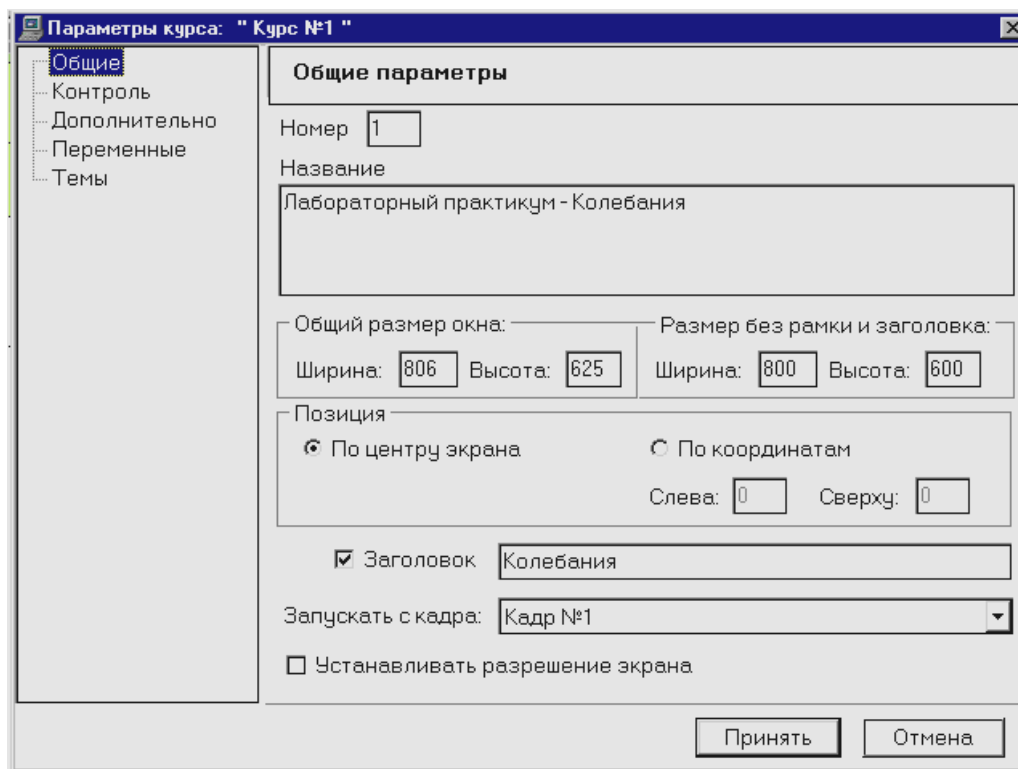 Параметры курса: " Курс №1 "
Общие
Контроль
Дополнительно
Переменные
Темы
Общие параметры
Номер 1
Название
Лабораторный практикум - Колебания
Общий размер окна: Размер без рамки и заголовка:
Ширина: 806 Высота: 625 Ширина: 800 Высота: 600
Позиция
По центру экрана По координатам
Слева: 0 Сверху: 0
Заголовок Колебания
Запускать с кадра: Кадр №1
Устанавливать разрешение экрана
Принять Отмена